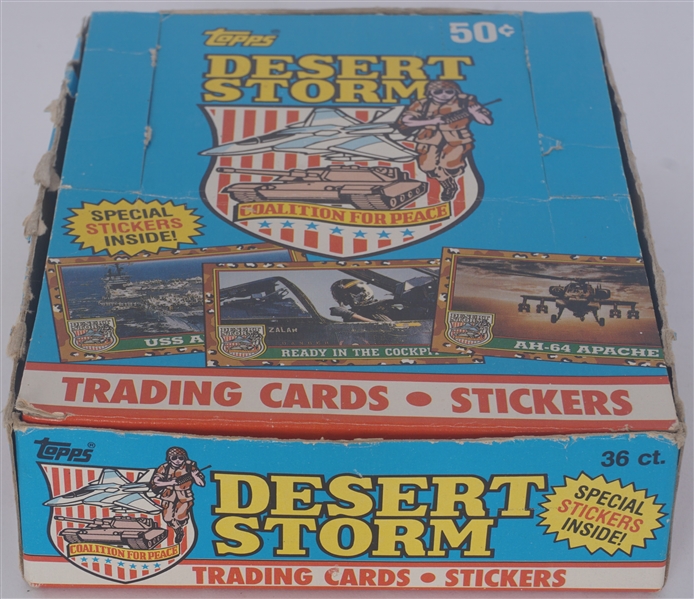 topps® 50¢
DESERT
STORM
COALITION FOR PEACE
SPECIAL
STICKERS
INSIDE!
USS A
ZALAN
READY IN THE COCKP
AH-64 APACHE
TRADING CARDS • STICKERS
topps® 36 ct.
DESERT
STORM
COALITION FOR PEACE
SPECIAL
STICKERS
INSIDE!
TRADING CARDS • STICKERS